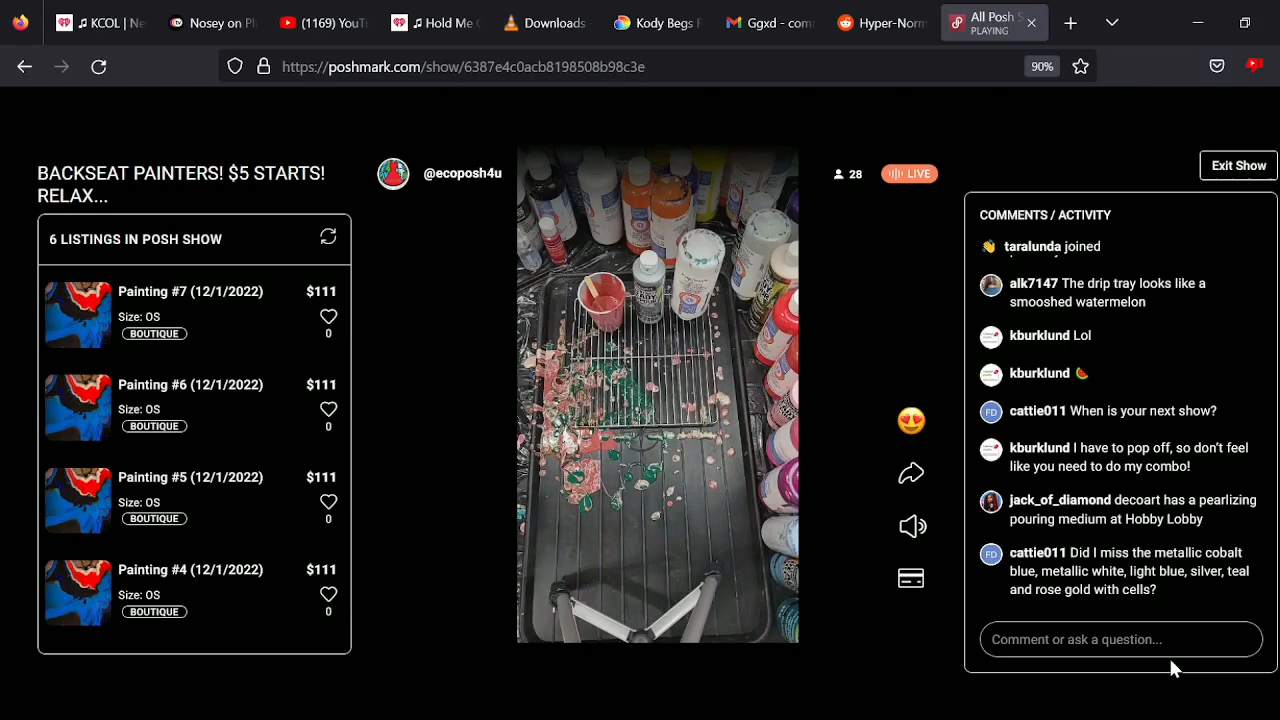 KCOL | Ne
Nosey on Pl
(1169) YouT
Hold Me
Downloads
Kody Begs F
Ggxd - com
Hyper-Norm
All Posh S
PLAYING
https://poshmark.com/show/6387e4c0acb8198508b98c3e
90%
BACKSEAT PAINTERS! $5 STARTS!
RELAX...
6 LISTINGS IN POSH SHOW
Painting #7 (12/1/2022) $111
Size: OS
BOUTIQUE 0
Painting #6 (12/1/2022) $111
Size: OS
BOUTIQUE 0
Painting #5 (12/1/2022) $111
Size: OS
BOUTIQUE 0
Painting #4 (12/1/2022) $111
Size: OS
BOUTIQUE 0
@ecoposh4u
28
LIVE
Exit Show
COMMENTS / ACTIVITY
taralunda joined
alk7147 The drip tray looks like a
smooshed watermelon
kburklund Lol
kburklund 🍉
FD
cattie011 When is your next show?
kburklund I have to pop off, so don't feel
like you need to do my combo!
jack_of_diamond decoart has a pearlizing
pouring medium at Hobby Lobby
FD
cattie011 Did I miss the metallic cobalt
blue, metallic white, light blue, silver, teal
and rose gold with cells?
Comment or ask a question...